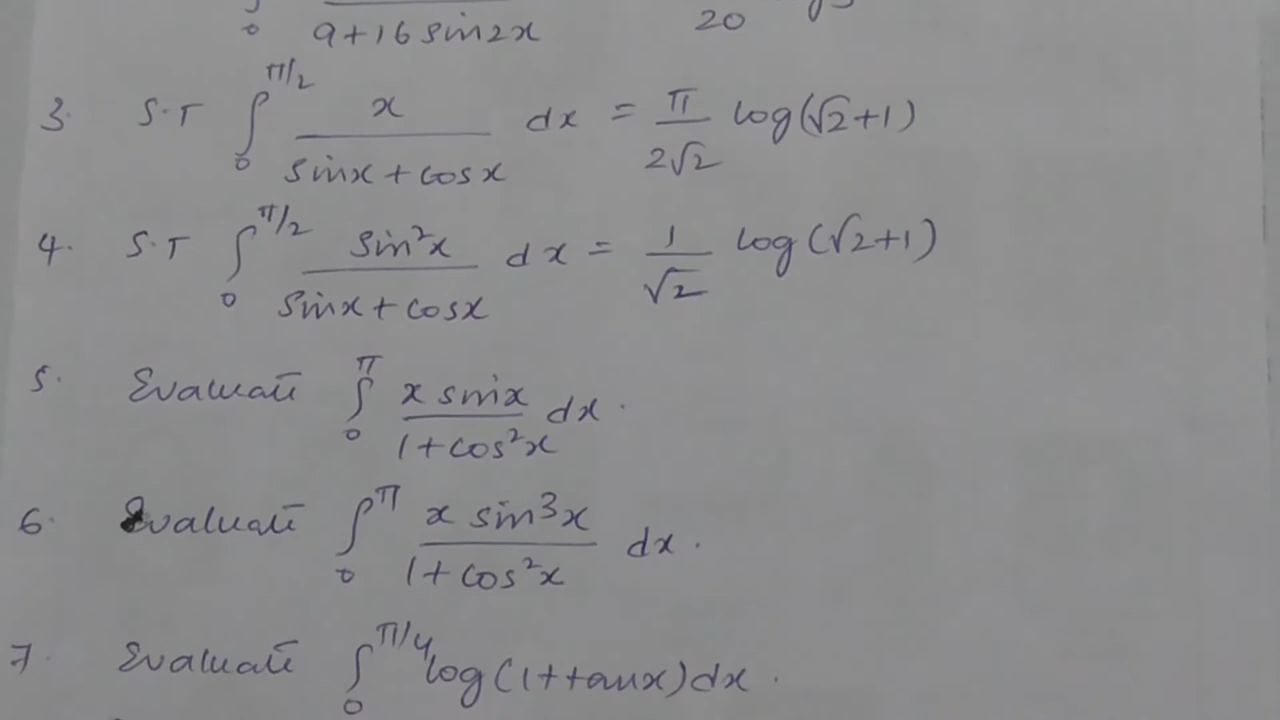 ∫₀ 9+16 sin2x 20
3. S.T ∫₀^π/2 x/(sinx+cosx) dx = π/(2√2) log(√2+1)
4. S.T ∫₀^π/2 sin²x/(sinx+cosx) dx = 1/√2 log(√2+1)
5. Evaluate ∫₀^π x sinx/(1+cos²x) dx.
6. Evaluate ∫₀^π x sin³x/(1+cos²x) dx.
7. Evaluate ∫₀^π/4 log(1+tanx)dx.